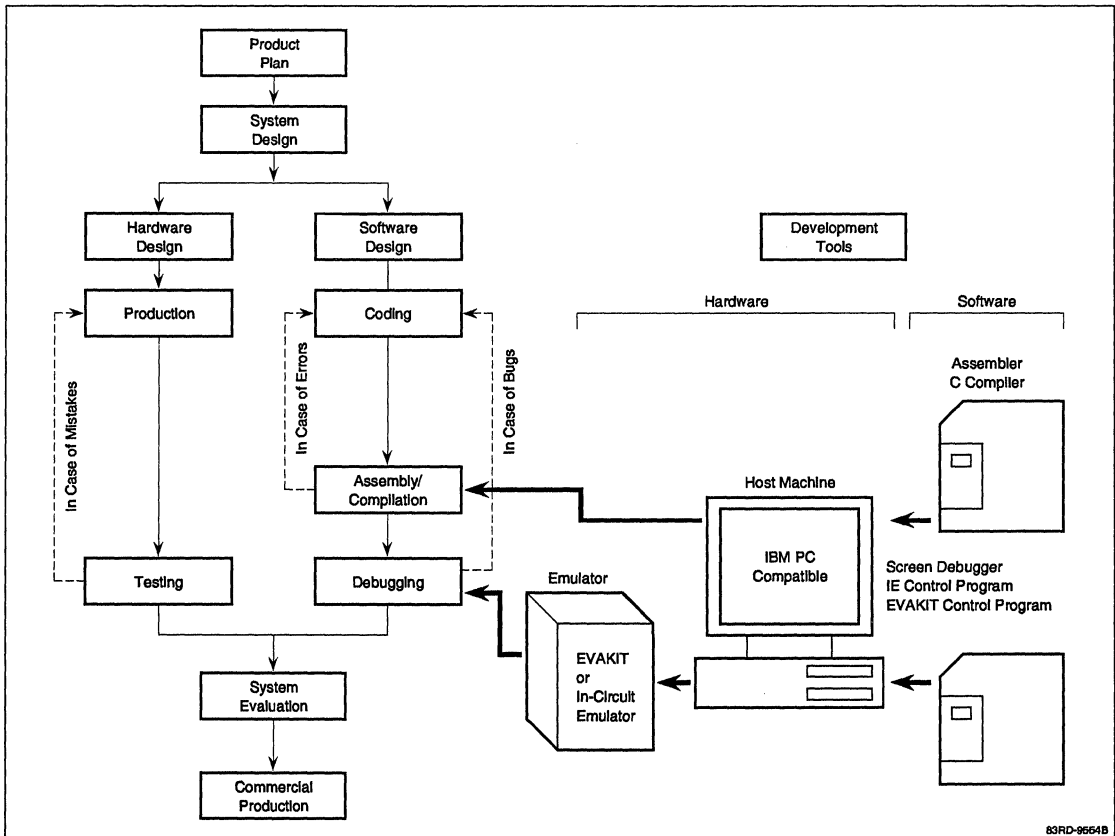 Product
Plan
System
Design
Hardware
Design
Software
Design
Development
Tools
Production
Coding
Hardware
Software
In Case of Mistakes
In Case of Errors
In Case of Bugs
Assembler
C Compiler
Assembly/
Compilation
Host Machine
IBM PC
Compatible
Testing
Debugging
Emulator
Screen Debugger
IE Control Program
EVAKIT Control Program
EVAKIT
or
In-Circuit
Emulator
System
Evaluation
Commercial
Production
83RD-9564B